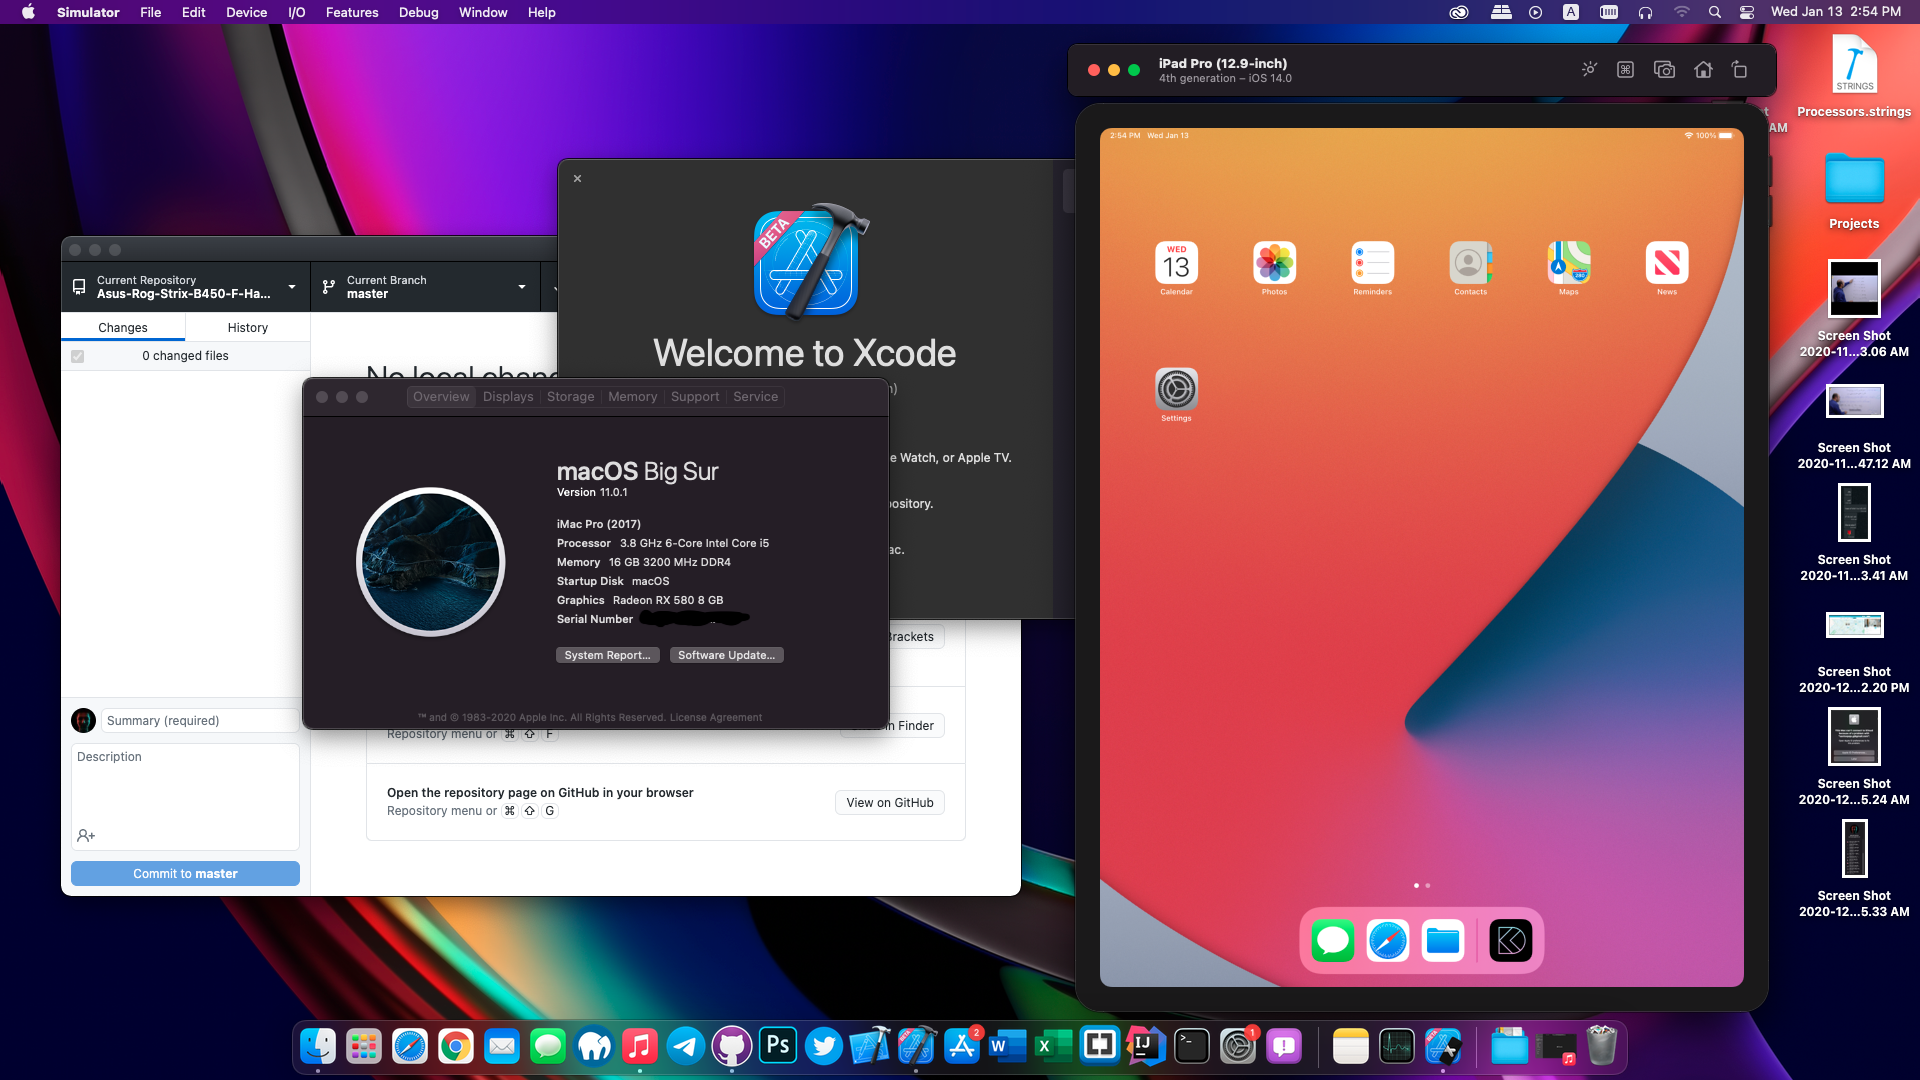 Simulator File Edit View Device I/O Features Debug Window Help
A
Wed Jan 13 2:54 PM
iPad Pro (12.9-inch)
4th generation – iOS 14.0
2:54 PM Wed Jan 13
100%
WED
13
Calendar
Photos
Reminders
Contacts
280
Maps
News
Settings
STRINGS
Processors.strings
AM
Projects
Screen Shot
2020-11...3.06 AM
Screen Shot
2020-11...47.12 AM
Screen Shot
2020-11...3.41 AM
Screen Shot
2020-12...2.20 PM
Screen Shot
2020-12...5.24 AM
Screen Shot
2020-12...5.33 AM
BETA
Welcome to Xcode
e Watch, or Apple TV.
pository.
ac.
Current Repository
Asus-Rog-Strix-B450-F-Ha...
Current Branch
master
Changes
History
0 changed files
Overview Displays Storage Memory Support Service
macOS Big Sur
Version 11.0.1
iMac Pro (2017)
Processor 3.8 GHz 6-Core Intel Core i5
Memory 16 GB 3200 MHz DDR4
Startup Disk macOS
Graphics Radeon RX 580 8 GB
Serial Number
System Report...
Software Update...
™ and © 1983-2020 Apple Inc. All Rights Reserved. License Agreement
Brackets
in Finder
Repository menu or ⌘ ⇧ F
Open the repository page on GitHub in your browser
Repository menu or ⌘ ⇧ G
View on GitHub
Summary (required)
Description
Commit to master
Ps
2
W
X
IJ
1